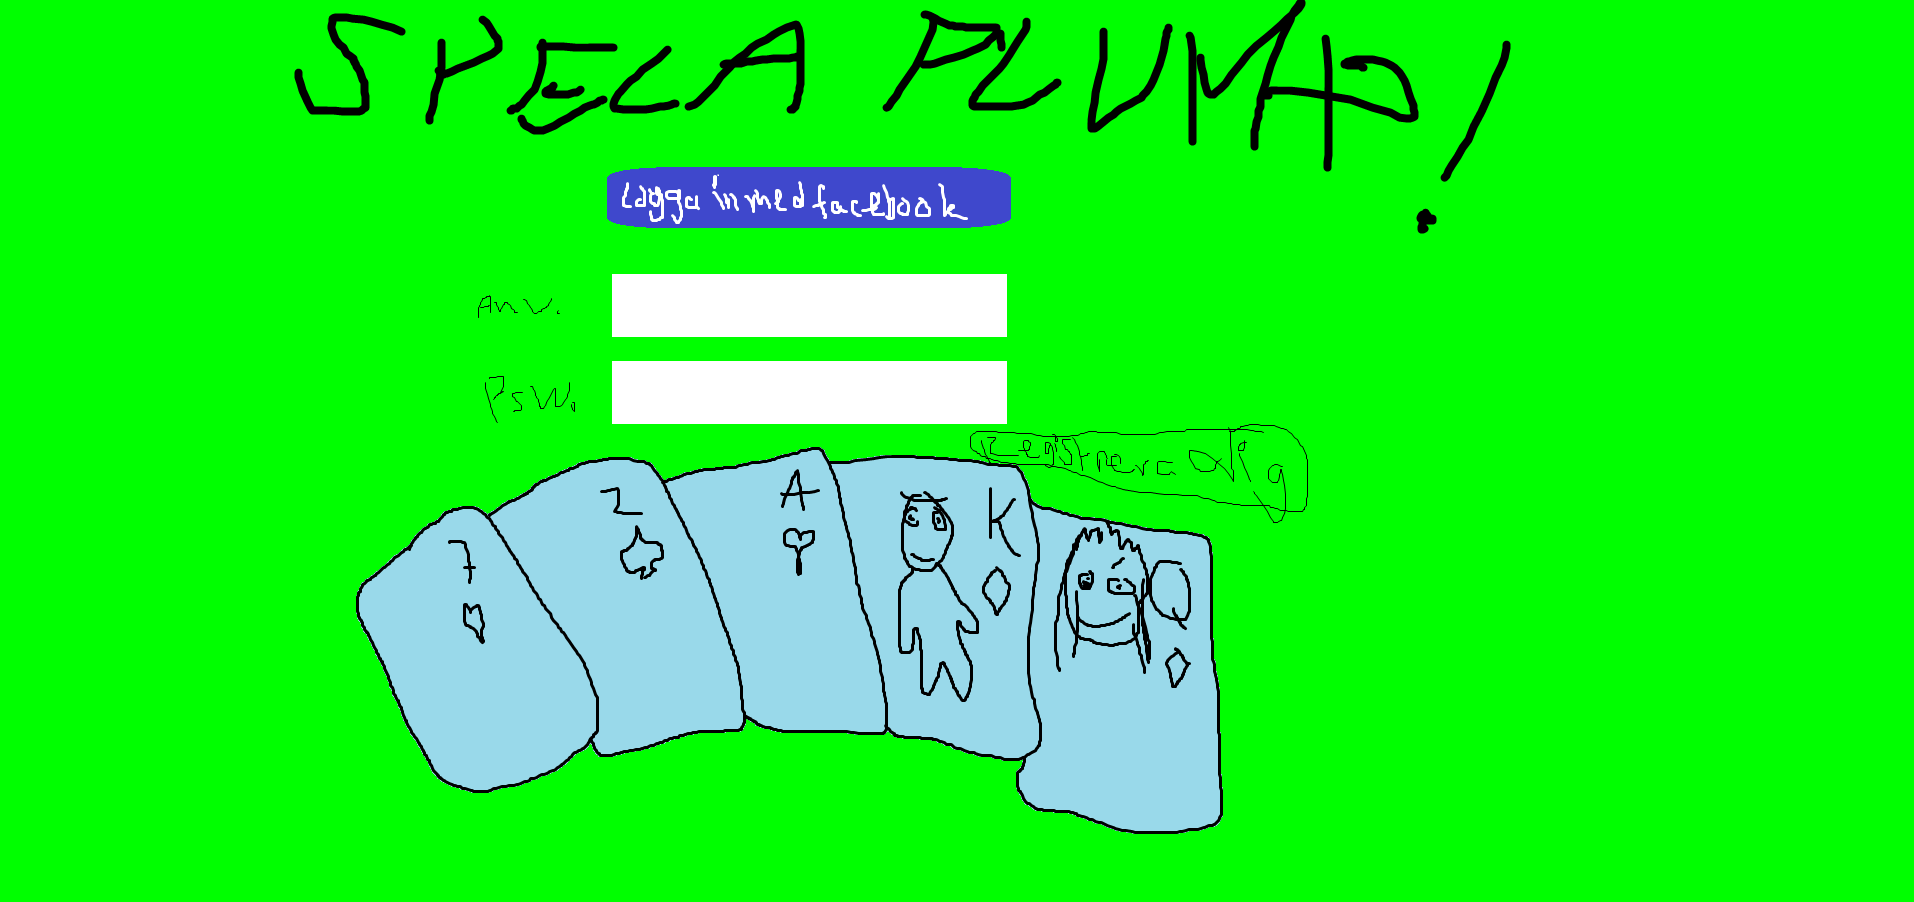 SPELA PLUMP!
Logga in med facebook
Anv.
Psw.
Registrera dig
7
2
A
K
Q